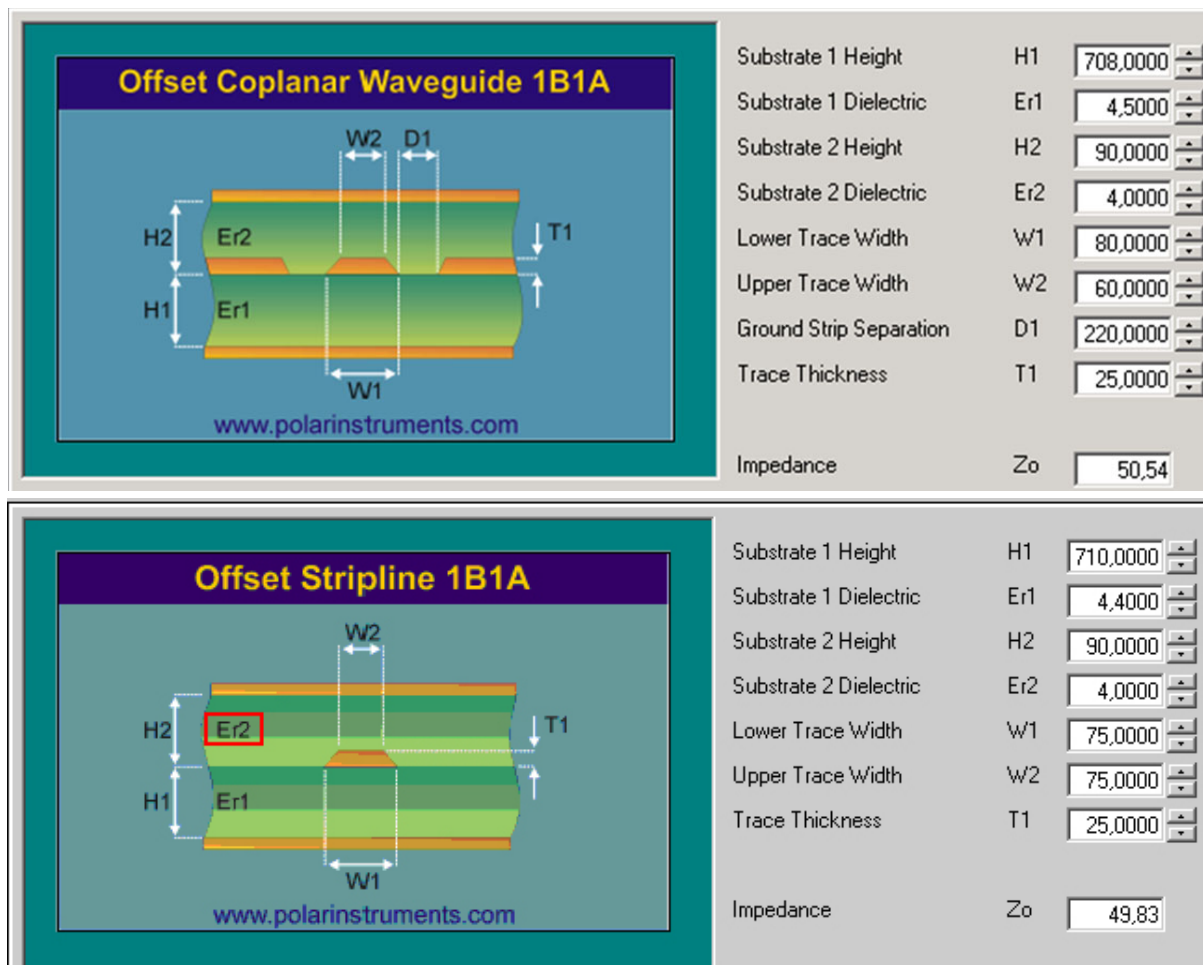 Offset Coplanar Waveguide 1B1A
W2 D1
H2 Er2 T1
H1 Er1
W1
www.polarinstruments.com
Substrate 1 Height H1 708,0000
Substrate 1 Dielectric Er1 4,5000
Substrate 2 Height H2 90,0000
Substrate 2 Dielectric Er2 4,0000
Lower Trace Width W1 80,0000
Upper Trace Width W2 60,0000
Ground Strip Separation D1 220,0000
Trace Thickness T1 25,0000
Impedance Zo 50,54
Offset Stripline 1B1A
W2
H2 Er2 T1
H1 Er1
W1
www.polarinstruments.com
Substrate 1 Height H1 710,0000
Substrate 1 Dielectric Er1 4,4000
Substrate 2 Height H2 90,0000
Substrate 2 Dielectric Er2 4,0000
Lower Trace Width W1 75,0000
Upper Trace Width W2 75,0000
Trace Thickness T1 25,0000
Impedance Zo 49,83